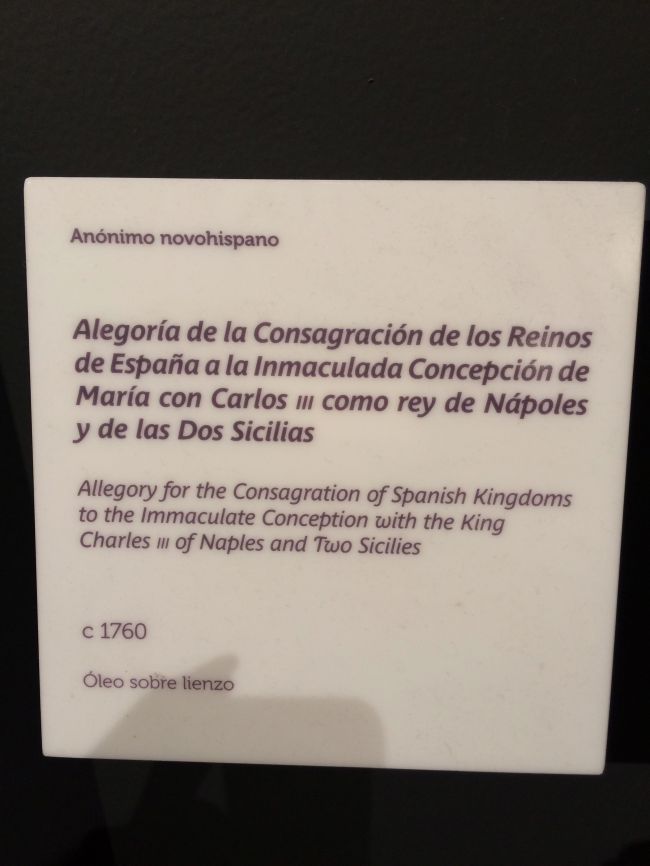 Anónimo novohispano
Alegoría de la Consagración de los Reinos
de España a la Inmaculada Concepción de
María con Carlos III como rey de Nápoles
y de las Dos Sicilias
Allegory for the Consagration of Spanish Kingdoms
to the Immaculate Conception with the King
Charles III of Naples and Two Sicilies
c 1760
Óleo sobre lienzo